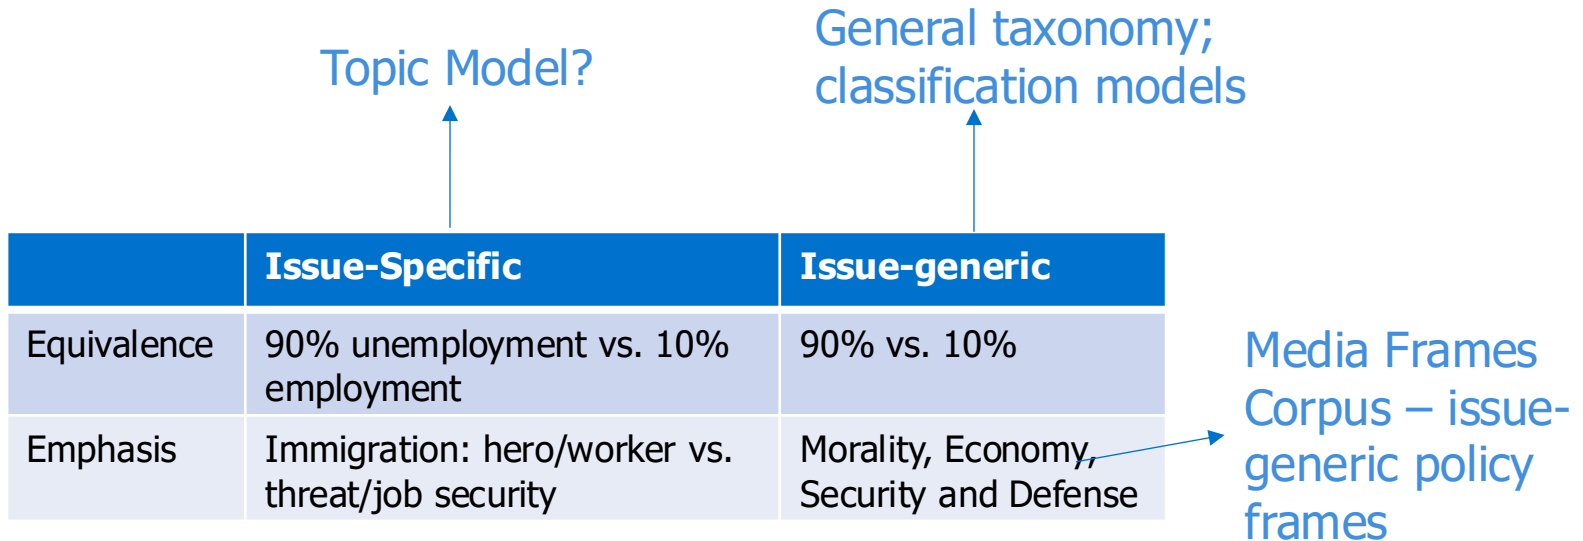 General taxonomy;
classification models
Topic Model?
Issue-Specific
Issue-generic
Equivalence
90% unemployment vs. 10%
employment
90% vs. 10%
Emphasis
Immigration: hero/worker vs.
threat/job security
Morality, Economy,
Security and Defense
Media Frames
Corpus – issue-
generic policy
frames